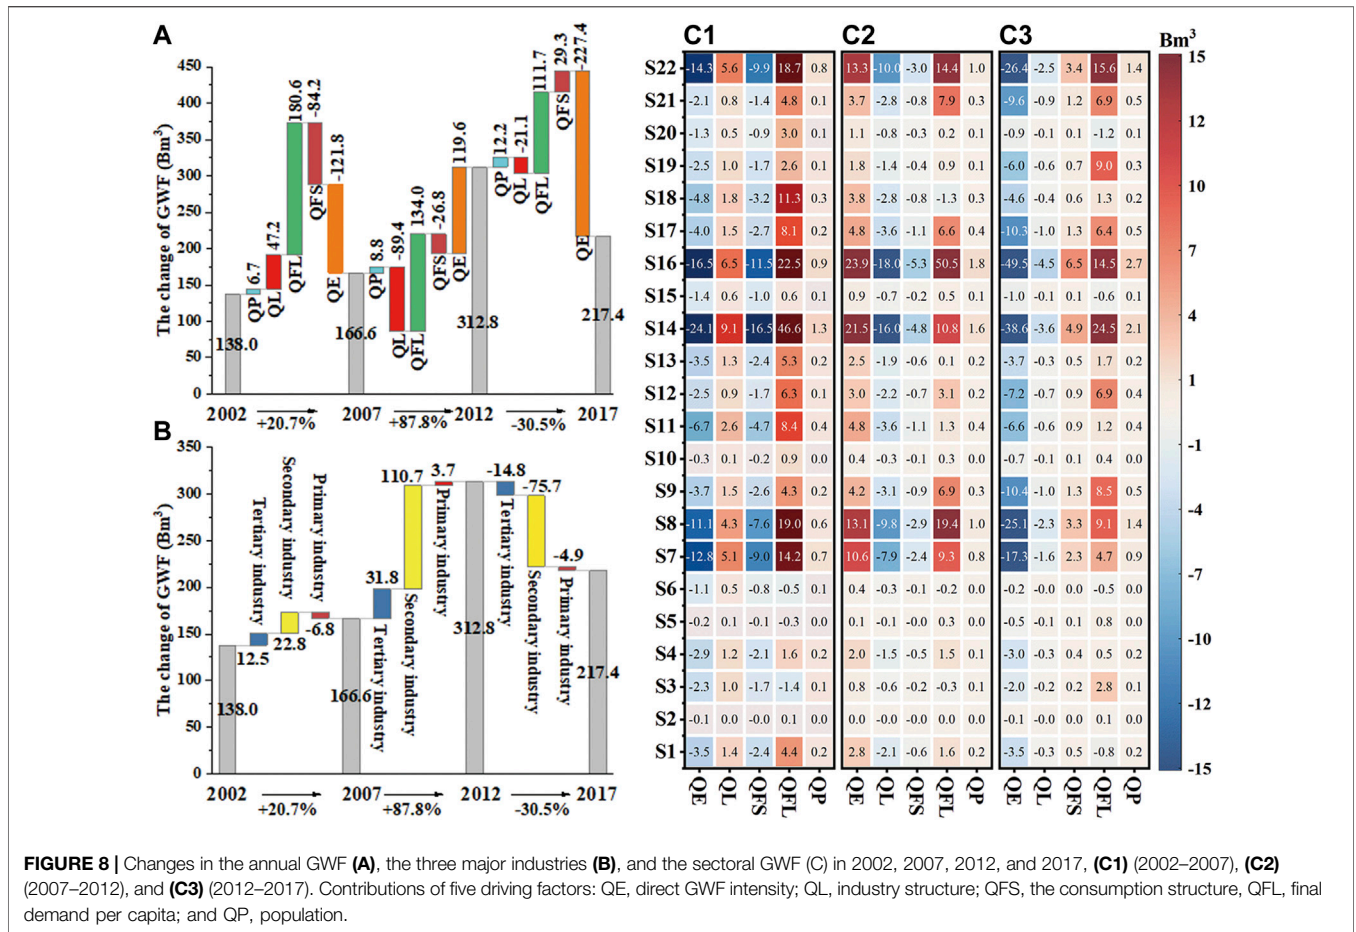 A
The change of GWF (Bm³)
450
400
350
300
250
200
150
100
50
0
138.0
QP 6.7
QL 47.2
QFL 180.6
QFS -84.2
QE -121.8
166.6
QP 8.8
QL -89.4
QFL 134.0
QFS -26.8
QE 119.6
312.8
QP 12.2
QL -21.1
QFL 111.7
QFS 29.3
QE -227.4
217.4
2002 2007 2012 2017
+20.7% +87.8% -30.5%
B
The change of GWF (Bm³)
350
300
250
200
150
100
50
0
138.0
Tertiary industry 12.5
Secondary industry 22.8
Primary industry -6.8
166.6
Tertiary industry 31.8
Secondary industry 110.7
Primary industry 3.7
312.8
Tertiary industry -14.8
Secondary industry -75.7
Primary industry -4.9
217.4
2002 2007 2012 2017
+20.7% +87.8% -30.5%
C1 C2 C3
S22 -14.3 5.6 -9.9 18.7 0.8 13.3 -10.0 -3.0 14.4 1.0 -26.4 -2.5 3.4 15.6 1.4
S21 -2.1 0.8 -1.4 4.8 0.1 3.7 -2.8 -0.8 7.9 0.3 -9.6 -0.9 1.2 6.9 0.5
S20 -1.3 0.5 -0.9 3.0 0.1 1.1 -0.8 -0.3 0.2 0.1 -0.9 -0.1 0.1 -1.2 0.1
S19 -2.5 1.0 -1.7 2.6 0.1 1.8 -1.4 -0.4 0.9 0.1 -6.0 -0.6 0.7 9.0 0.3
S18 -4.8 1.8 -3.2 11.3 0.3 3.8 -2.8 -0.8 -1.3 0.3 -4.6 -0.4 0.6 1.3 0.2
S17 -4.0 1.5 -2.7 8.1 0.2 4.8 -3.6 -1.1 6.6 0.4 -10.3 -1.0 1.3 6.4 0.5
S16 -16.5 6.5 -11.5 22.5 0.9 23.9 -18.0 -5.3 50.5 1.8 -49.5 -4.5 6.5 14.5 2.7
S15 -1.4 0.6 -1.0 0.6 0.1 0.9 -0.7 -0.2 0.5 0.1 -1.0 -0.1 0.1 -0.6 0.1
S14 -24.1 9.1 -16.5 46.6 1.3 21.5 -16.0 -4.8 10.8 1.6 -38.6 -3.6 4.9 24.5 2.1
S13 -3.5 1.3 -2.4 5.3 0.2 2.5 -1.9 -0.6 0.1 0.2 -3.7 -0.3 0.5 1.7 0.2
S12 -2.5 0.9 -1.7 6.3 0.1 3.0 -2.2 -0.7 3.1 0.2 -7.2 -0.7 0.9 6.9 0.4
S11 -6.7 2.6 -4.7 8.4 0.4 4.8 -3.6 -1.1 1.3 0.4 -6.6 -0.6 0.9 1.2 0.4
S10 -0.3 0.1 -0.2 0.9 0.0 0.4 -0.3 -0.1 0.3 0.0 -0.7 -0.1 0.1 0.4 0.0
S9 -3.7 1.5 -2.6 4.3 0.2 4.2 -3.1 -0.9 6.9 0.3 -10.4 -1.0 1.3 8.5 0.5
S8 -11.1 4.3 -7.6 19.0 0.6 13.1 -9.8 -2.9 19.4 1.0 -25.1 -2.3 3.3 9.1 1.4
S7 -12.8 5.1 -9.0 14.2 0.7 10.6 -7.9 -2.4 9.3 0.8 -17.3 -1.6 2.3 4.7 0.9
S6 -1.1 0.5 -0.8 -0.5 0.1 0.4 -0.3 -0.1 -0.2 0.0 -0.2 -0.0 0.0 -0.5 0.0
S5 -0.2 0.1 -0.1 -0.3 0.0 0.1 -0.1 -0.0 0.3 0.0 -0.5 -0.1 0.1 0.8 0.0
S4 -2.9 1.2 -2.1 1.6 0.2 2.0 -1.5 -0.5 1.5 0.1 -3.0 -0.3 0.4 0.5 0.2
S3 -2.3 1.0 -1.7 -1.4 0.1 0.8 -0.6 -0.2 -0.3 0.1 -2.0 -0.2 0.2 2.8 0.1
S2 -0.1 0.0 -0.0 0.1 0.0 0.0 -0.0 -0.0 0.0 0.0 -0.1 -0.0 0.0 0.1 0.0
S1 -3.5 1.4 -2.4 4.4 0.2 2.8 -2.1 -0.6 1.6 0.2 -3.5 -0.3 0.5 -0.8 0.2
QE QL QFS QFL QP QE QL QFS QFL QP QE QL QFS QFL QP
Bm³
15
12
10
7
4
1
-1
-4
-7
-10
-12
-15
FIGURE 8 | Changes in the annual GWF (A), the three major industries (B), and the sectoral GWF (C) in 2002, 2007, 2012, and 2017, (C1) (2002–2007), (C2)
(2007–2012), and (C3) (2012–2017). Contributions of five driving factors: QE, direct GWF intensity; QL, industry structure; QFS, the consumption structure, QFL, final
demand per capita; and QP, population.